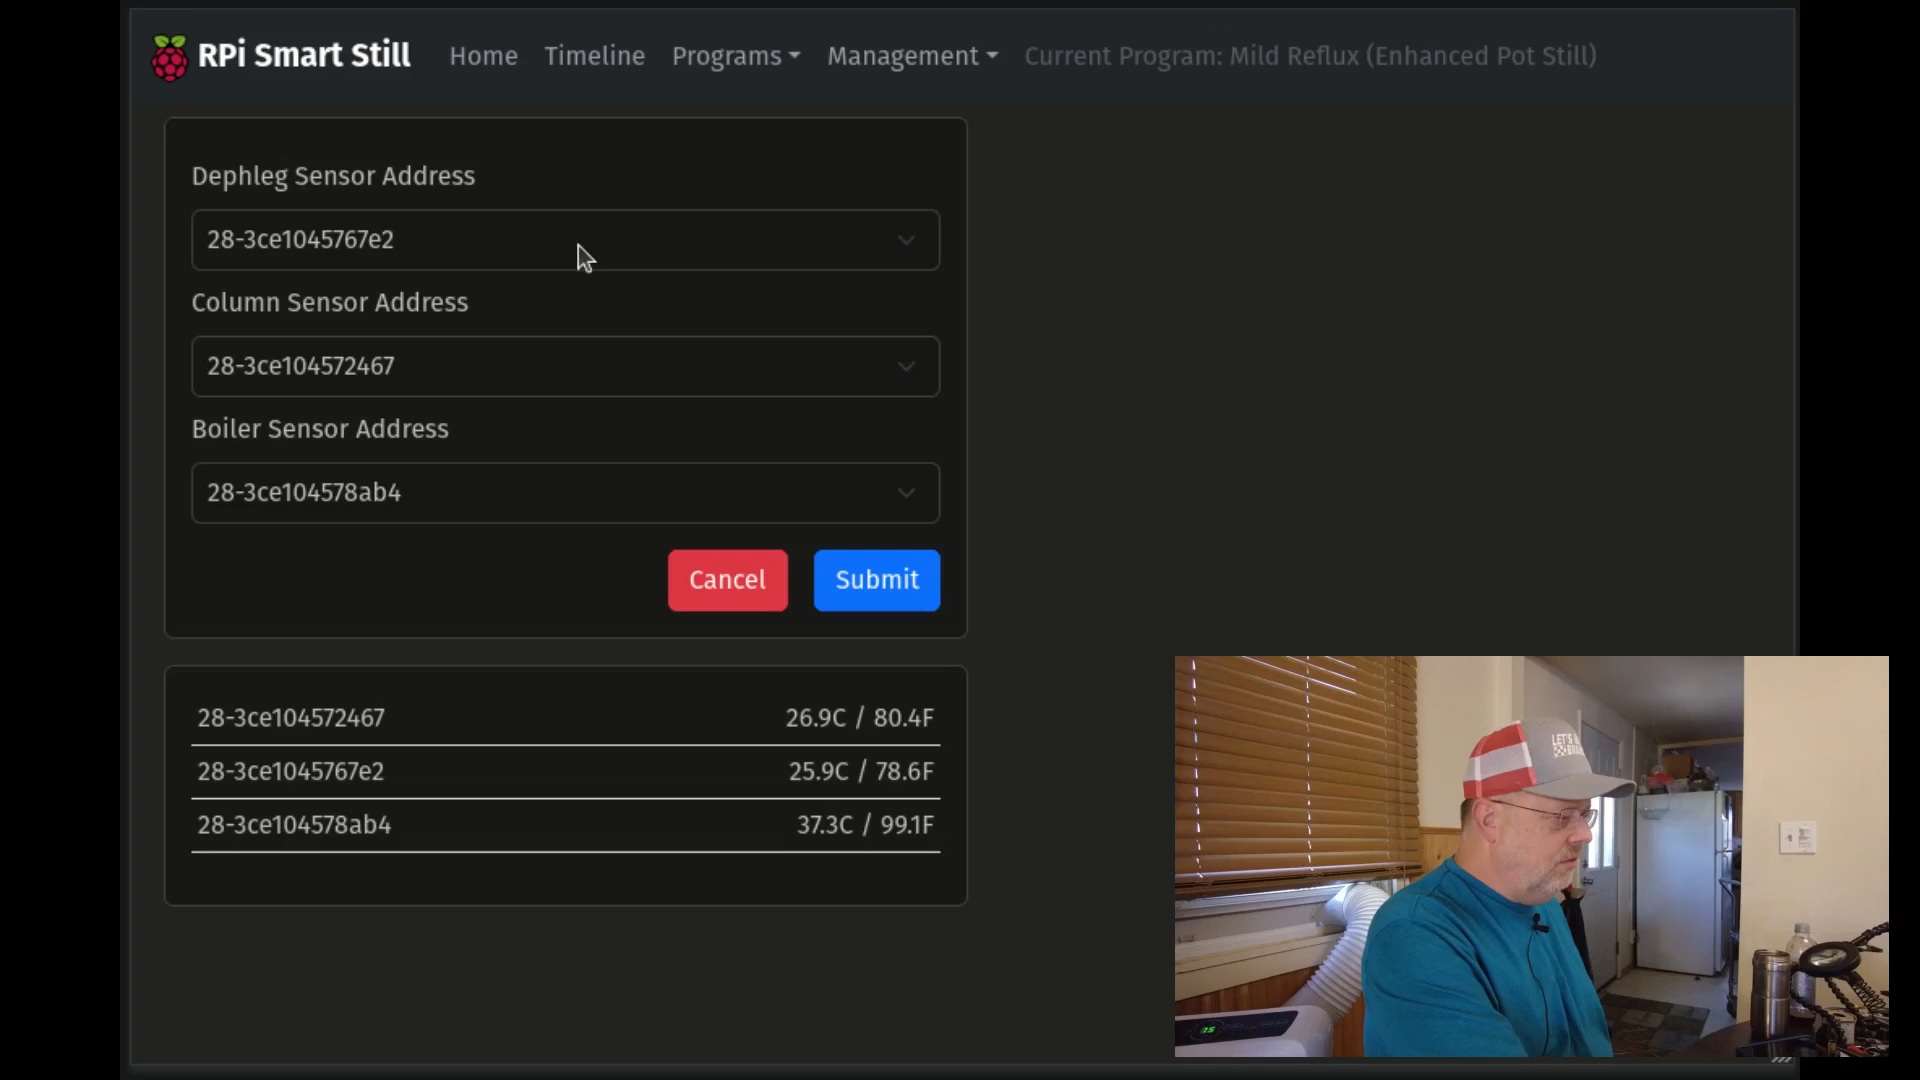 RPi Smart Still Home Timeline Programs Management Current Program: Mild Reflux (Enhanced Pot Still)
Dephleg Sensor Address
28-3ce1045767e2
Column Sensor Address
28-3ce104572467
Boiler Sensor Address
28-3ce104578ab4
Cancel Submit
28-3ce104572467 26.9C / 80.4F
28-3ce1045767e2 25.9C / 78.6F
28-3ce104578ab4 37.3C / 99.1F
LET'S
75